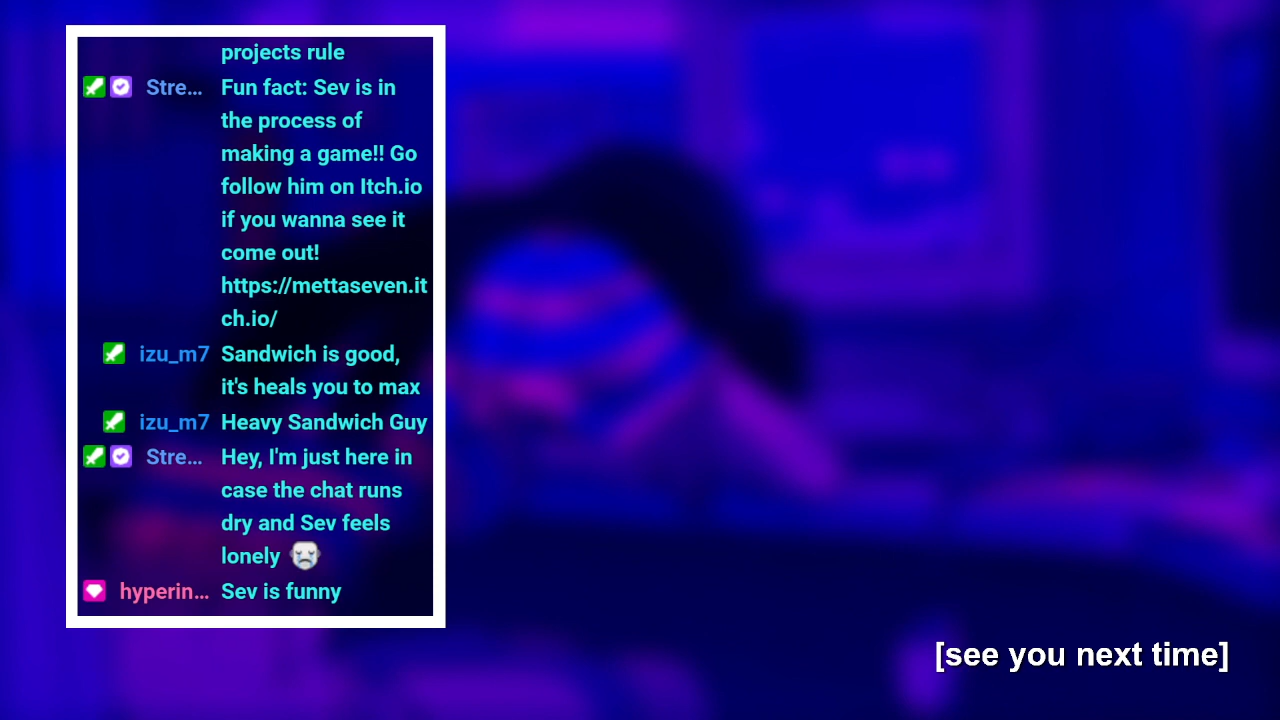 projects rule
Stre... Fun fact: Sev is in
the process of
making a game!! Go
follow him on Itch.io
if you wanna see it
come out!
https://mettaseven.it
ch.io/
izu_m7 Sandwich is good,
it's heals you to max
izu_m7 Heavy Sandwich Guy
Stre... Hey, I'm just here in
case the chat runs
dry and Sev feels
lonely
hyperin... Sev is funny
[see you next time]